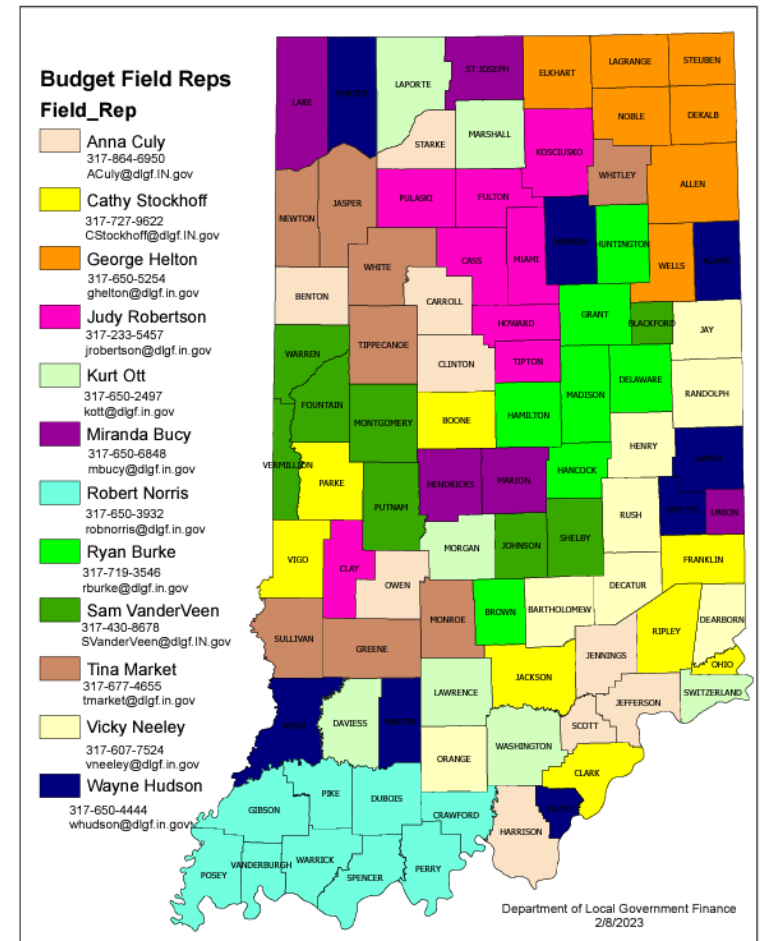 Budget Field Reps
Field_Rep
Anna Culy
317-864-6950
ACuly@dlgf.IN.gov
Cathy Stockhoff
317-727-9622
CStockhoff@dlgf.IN.gov
George Helton
317-650-5254
ghelton@dlgf.in.gov
Judy Robertson
317-233-5457
jrobertson@dlgf.in.gov
Kurt Ott
317-650-2497
kott@dlgf.in.gov
Miranda Bucy
317-650-6848
mbucy@dlgf.in.gov
Robert Norris
317-650-3932
robnorris@dlgf.in.gov
Ryan Burke
317-719-3546
rburke@dlgf.in.gov
Sam VanderVeen
317-430-8678
SVanderVeen@dlgf.IN.gov
Tina Market
317-677-4655
tmarket@dlgf.in.gov
Vicky Neeley
317-607-7524
vneeley@dlgf.in.gov
Wayne Hudson
317-650-4444
whudson@dlgf.in.gov
LAKE
PORTER
LAPORTE
ST JOSEPH
ELKHART
LAGRANGE
STEUBEN
NOBLE
DEKALB
STARKE
MARSHALL
KOSCIUSKO
WHITLEY
ALLEN
NEWTON
JASPER
PULASKI
FULTON
WABASH
HUNTINGTON
WELLS
ADAMS
WHITE
CASS
MIAMI
BENTON
CARROLL
GRANT
BLACKFORD
JAY
HOWARD
TIPPECANOE
WARREN
CLINTON
TIPTON
MADISON
DELAWARE
RANDOLPH
FOUNTAIN
MONTGOMERY
BOONE
HAMILTON
HENRY
WAYNE
VERMILLION
PARKE
PUTNAM
HENDRICKS
MARION
HANCOCK
RUSH
FAYETTE
UNION
VIGO
CLAY
MORGAN
JOHNSON
SHELBY
FRANKLIN
OWEN
DECATUR
SULLIVAN
GREENE
MONROE
BROWN
BARTHOLOMEW
DEARBORN
RIPLEY
OHIO
JENNINGS
JACKSON
SWITZERLAND
LAWRENCE
KNOX
DAVIESS
MARTIN
JEFFERSON
SCOTT
WASHINGTON
ORANGE
CLARK
PIKE
DUBOIS
GIBSON
CRAWFORD
FLOYD
HARRISON
POSEY
VANDERBURGH
WARRICK
SPENCER
PERRY
Department of Local Government Finance
2/8/2023